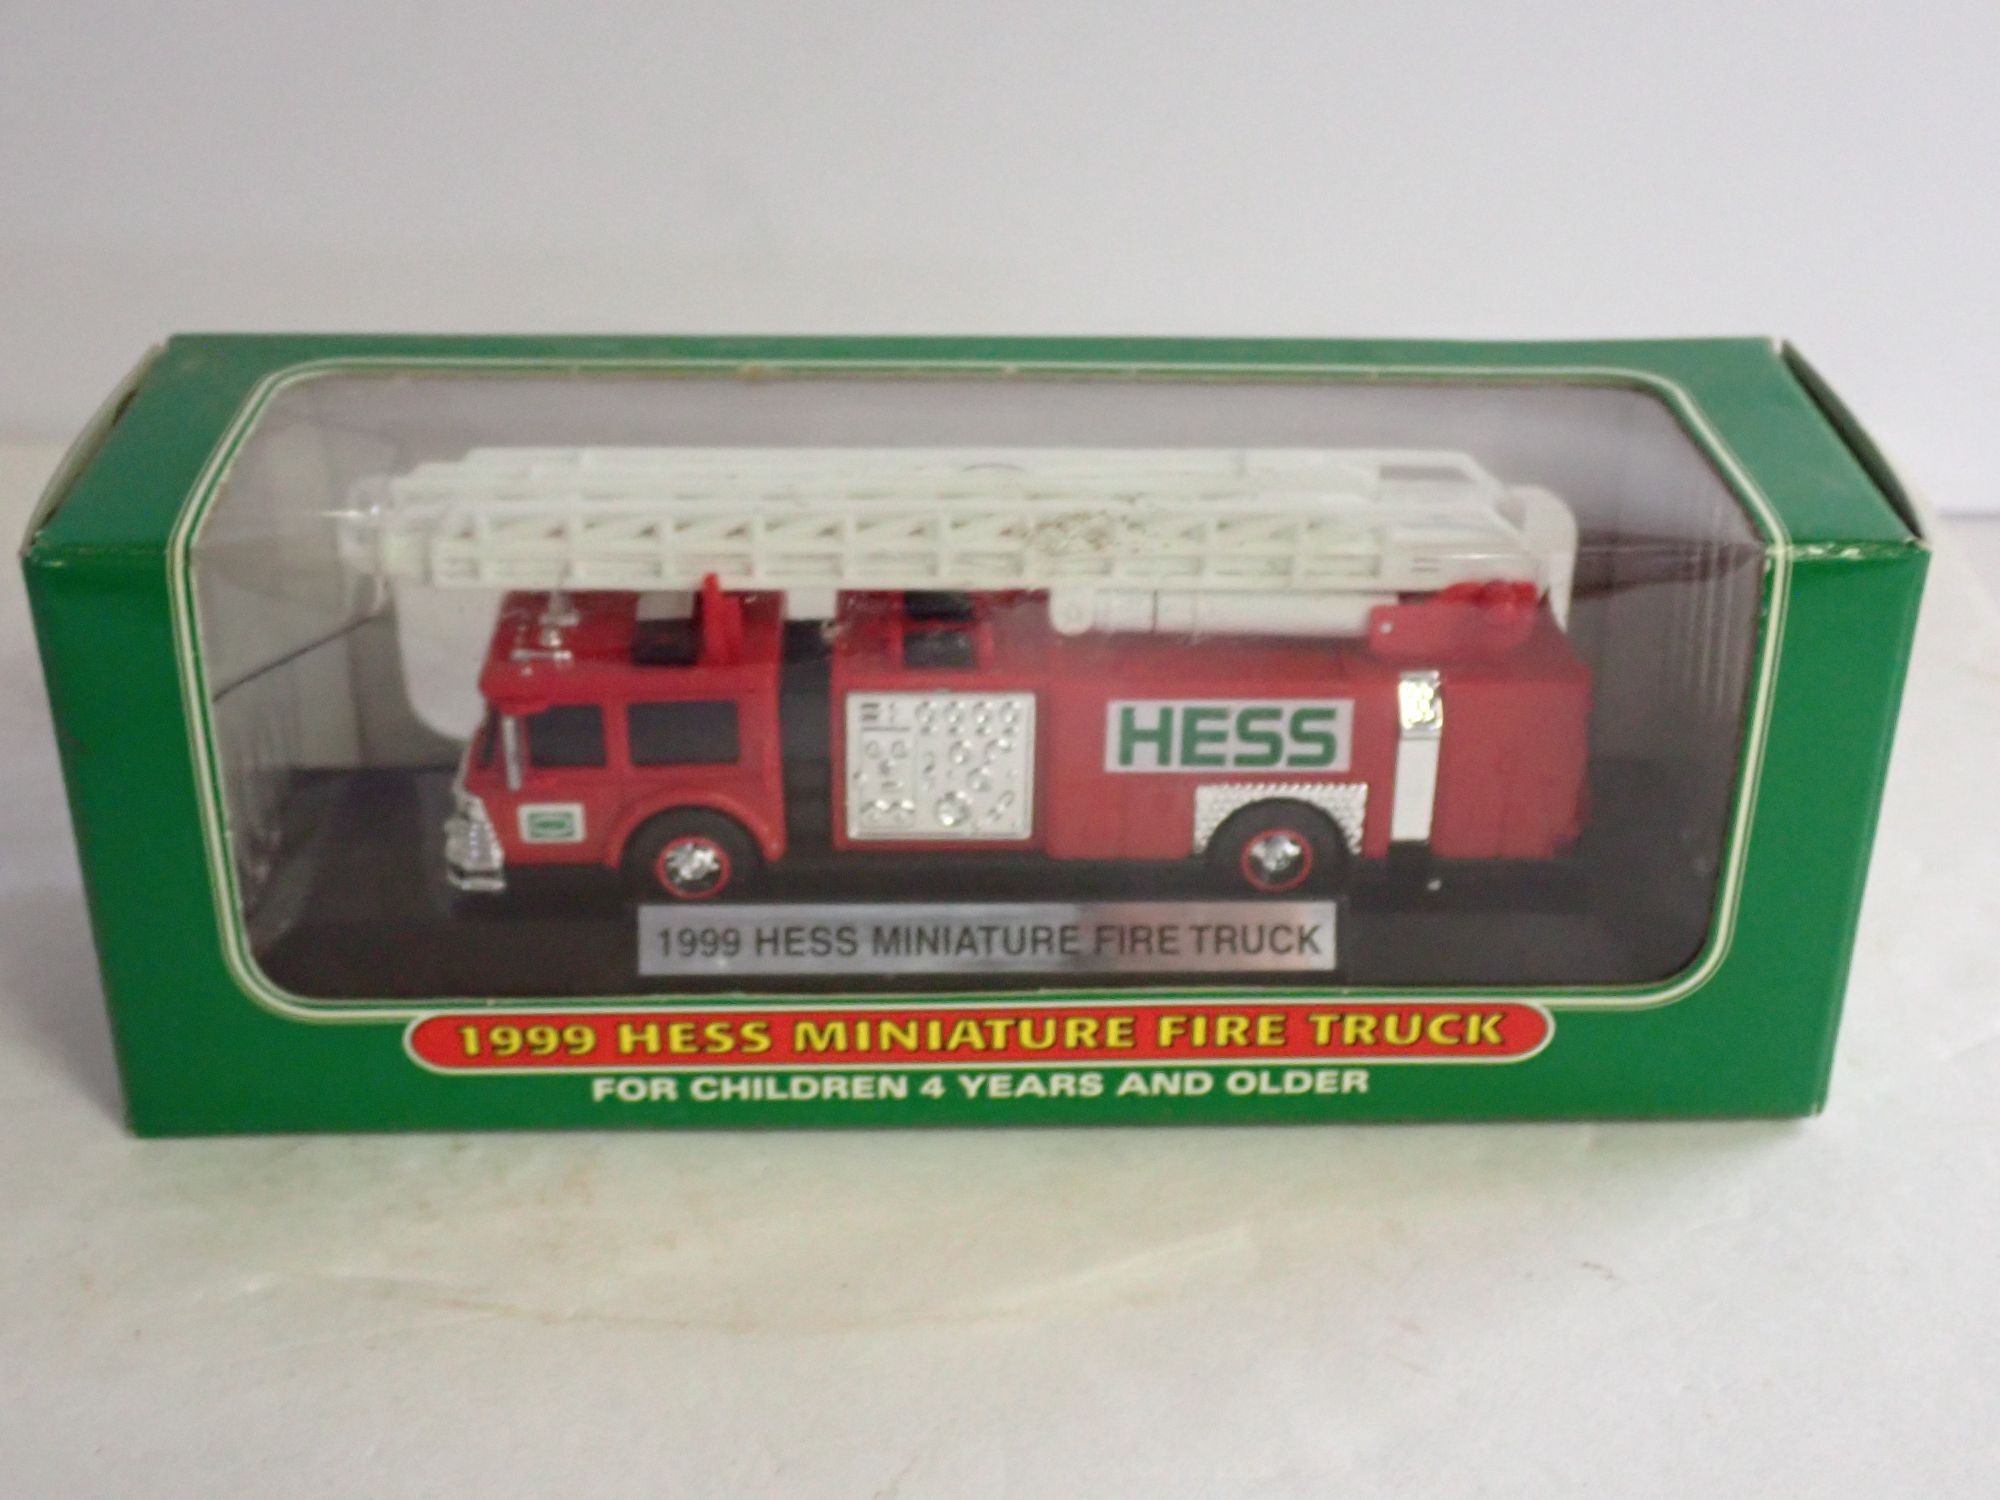 HESS
1999 HESS MINIATURE FIRE TRUCK
1999 HESS MINIATURE FIRE TRUCK
FOR CHILDREN 4 YEARS AND OLDER